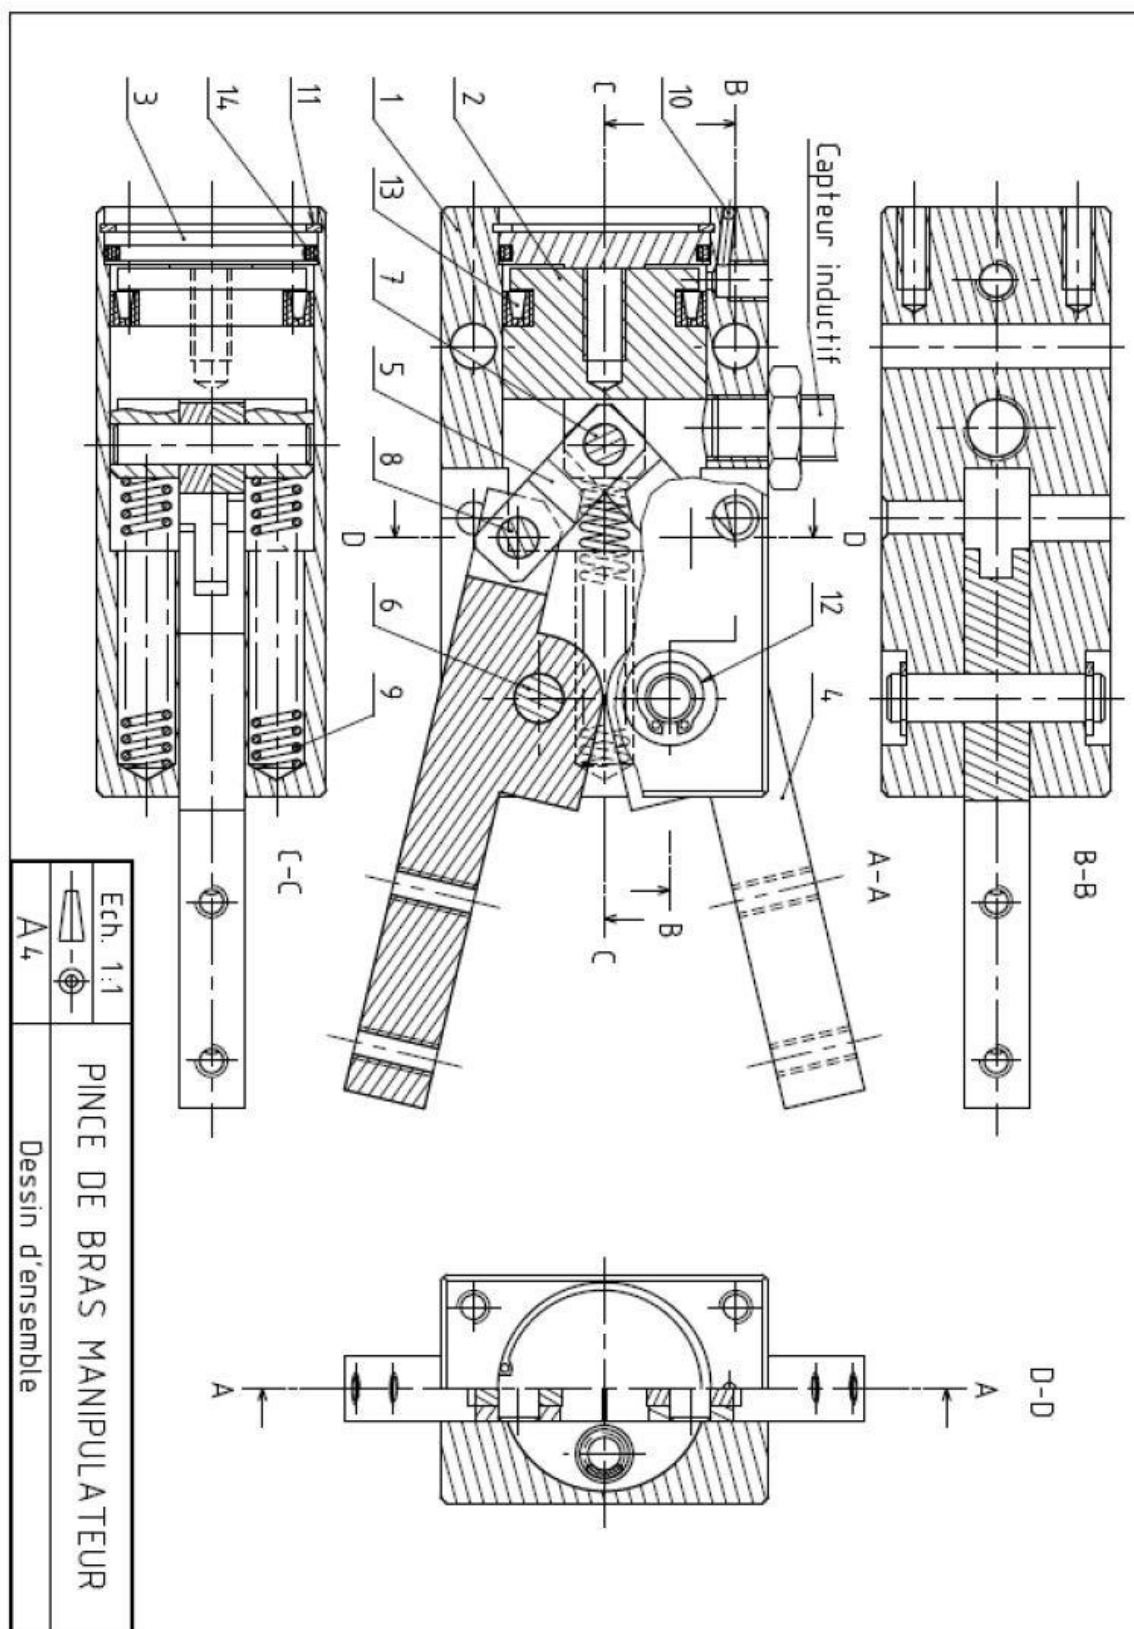 B-B
A-A
C-C
D-D
Capteur inductif
B
C
10
2
1
11
14
3
13
7
5
8
6
9
12
4
D
D
B
C
A
A
Ech. 1:1
A4
PINCE DE BRAS MANIPULATEUR
Dessin d'ensemble